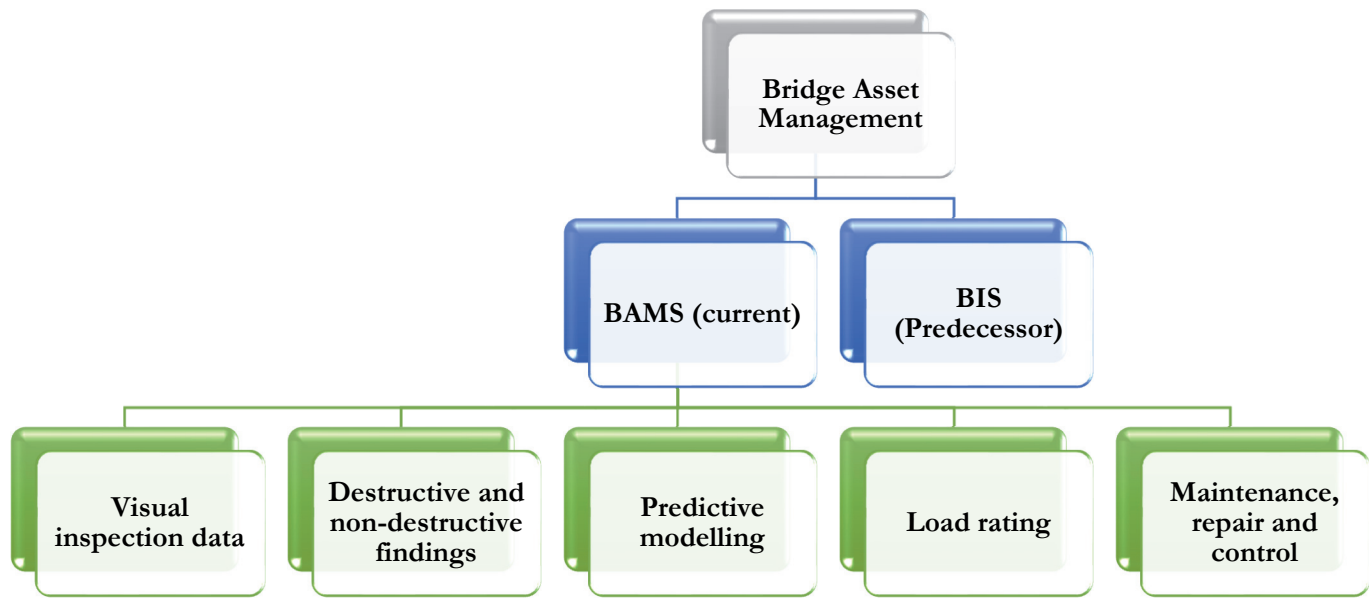 Bridge Asset
Management
BAMS (current)
BIS
(Predecessor)
Visual
inspection data
Destructive and
non-destructive
findings
Predictive
modelling
Load rating
Maintenance,
repair and
control